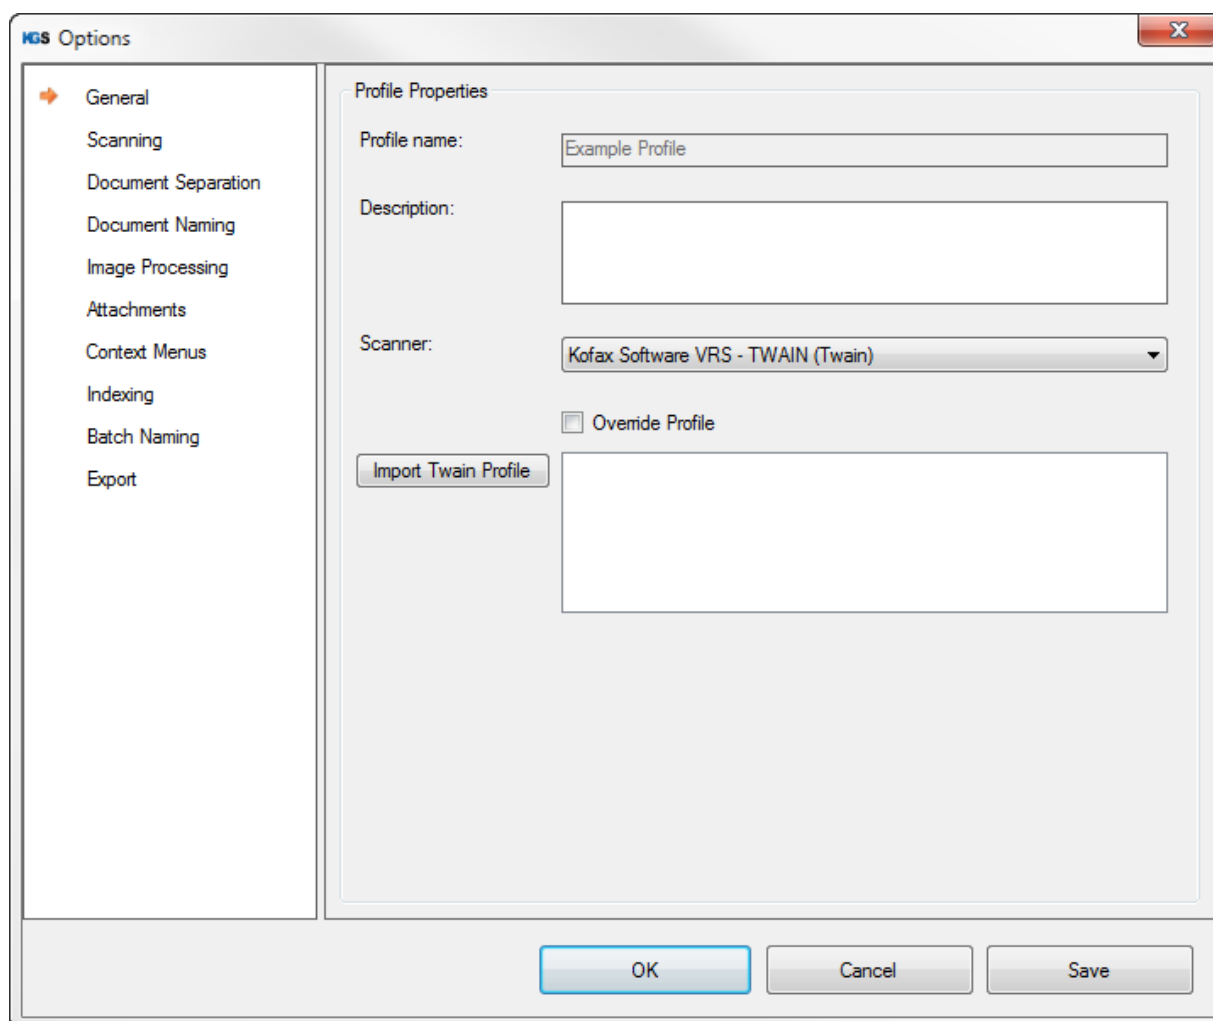 KGS Options
General
Scanning
Document Separation
Document Naming
Image Processing
Attachments
Context Menus
Indexing
Batch Naming
Export
Profile Properties
Profile name:
Example Profile
Description:
Scanner:
Kofax Software VRS - TWAIN (Twain)
Override Profile
Import Twain Profile
OK
Cancel
Save